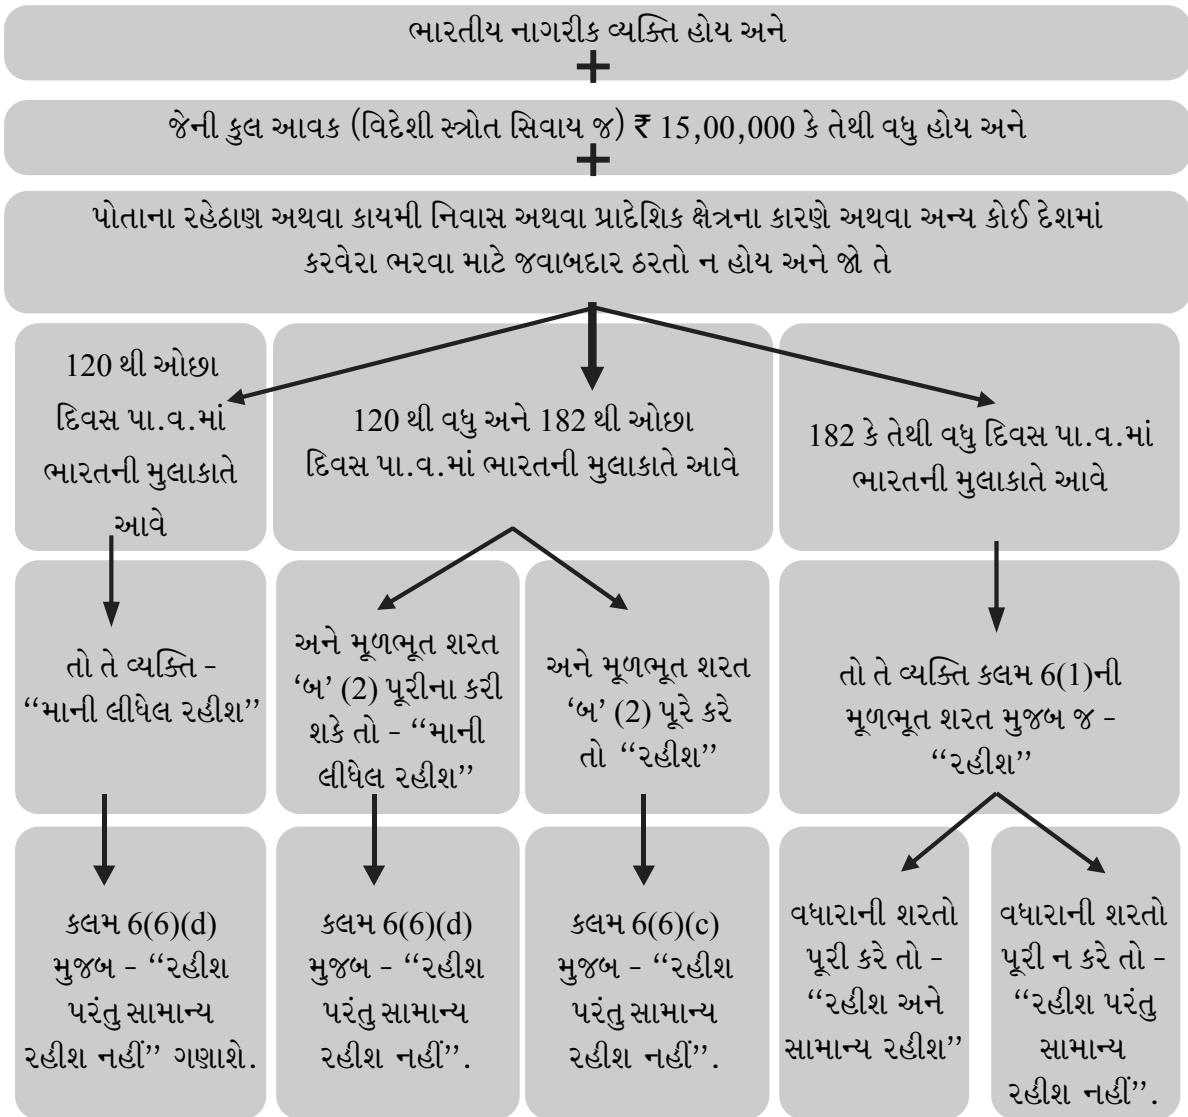 ભારતીય નાગરીક વ્યક્તિ હોય અને
+
જેની કુલ આવક (વિદેશી સ્ત્રોત સિવાય જ) ₹ 15,00,000 કે તેથી વધુ હોય અને
+
પોતાના રહેઠાણ અથવા કાયમી નિવાસ અથવા પ્રાદેશિક ક્ષેત્રના કારણે અથવા અન્ય કોઈ દેશમાં
કરવેરા ભરવા માટે જવાબદાર ઠરતો ન હોય અને જો તે
120 થી ઓછા
દિવસ પા.વ.માં
ભારતની મુલાકાતે
આવે
120 થી વધુ અને 182 થી ઓછા
દિવસ પા.વ.માં ભારતની મુલાકાતે આવે
182 કે તેથી વધુ દિવસ પા.વ.માં
ભારતની મુલાકાતે આવે
તો તે વ્યક્તિ -
“માની લીધેલ રહીશ”
અને મૂળભૂત શરત
‘બ’ (2) પૂરીના કરી
શકે તો - “માની
લીધેલ રહીશ”
અને મૂળભૂત શરત
‘બ’ (2) પૂરે કરે
તો “રહીશ”
તો તે વ્યક્તિ કલમ 6(1)ની
મૂળભૂત શરત મુજબ જ -
“રહીશ”
કલમ 6(6)(d)
મુજબ - “રહીશ
પરંતુ સામાન્ય
રહીશ નહીં” ગણાશે.
કલમ 6(6)(d)
મુજબ - “રહીશ
પરંતુ સામાન્ય
રહીશ નહીં”.
કલમ 6(6)(c)
મુજબ - “રહીશ
પરંતુ સામાન્ય
રહીશ નહીં”.
વધારાની શરતો
પૂરી કરે તો -
“રહીશ અને
સામાન્ય રહીશ”
વધારાની શરતો
પૂરી ન કરે તો -
“રહીશ પરંતુ
સામાન્ય
રહીશ નહીં”.